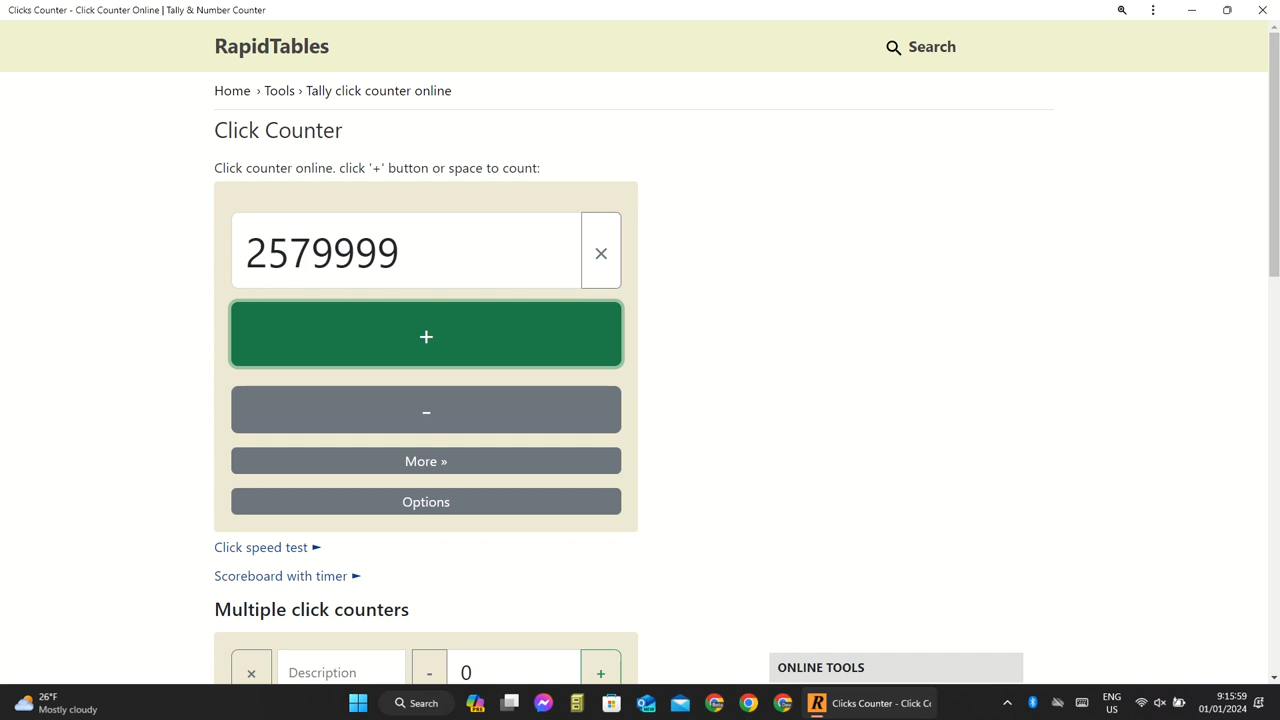 Clicks Counter - Click Counter Online | Tally & Number Counter
RapidTables
Search
Home › Tools › Tally click counter online
Click Counter
Click counter online. click '+' button or space to count:
2579999
×
+
-
More »
Options
Click speed test ►
Scoreboard with timer ►
Multiple click counters
× Description - 0 +
ONLINE TOOLS
26°F
Mostly cloudy
Search
PRE
NEW
Clicks Counter - Click Co
ENG
US
9:15:59
01/01/2024